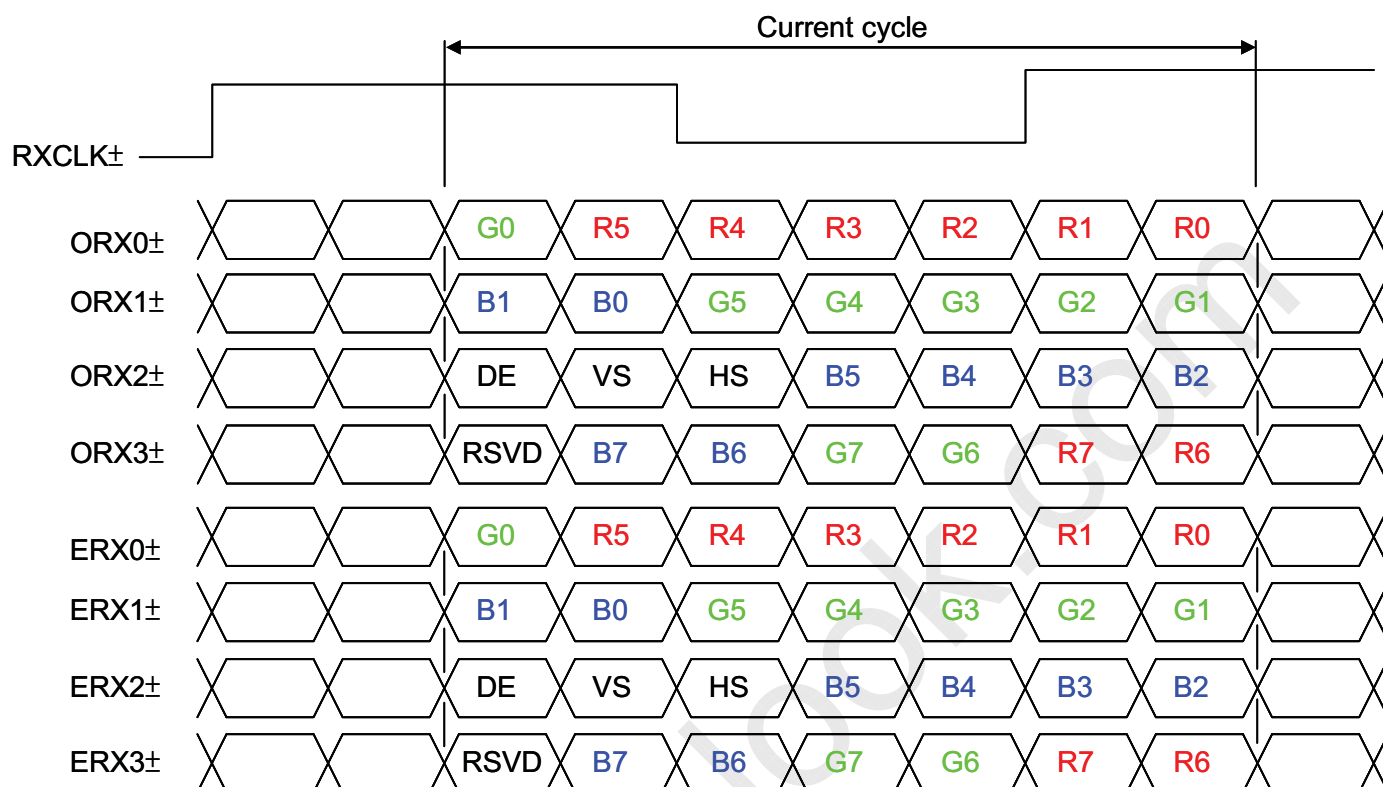 Current cycle
RXCLK±
ORX0± G0 R5 R4 R3 R2 R1 R0
ORX1± B1 B0 G5 G4 G3 G2 G1
ORX2± DE VS HS B5 B4 B3 B2
ORX3± RSVD B7 B6 G7 G6 R7 R6
ERX0± G0 R5 R4 R3 R2 R1 R0
ERX1± B1 B0 G5 G4 G3 G2 G1
ERX2± DE VS HS B5 B4 B3 B2
ERX3± RSVD B7 B6 G7 G6 R7 R6
look.com